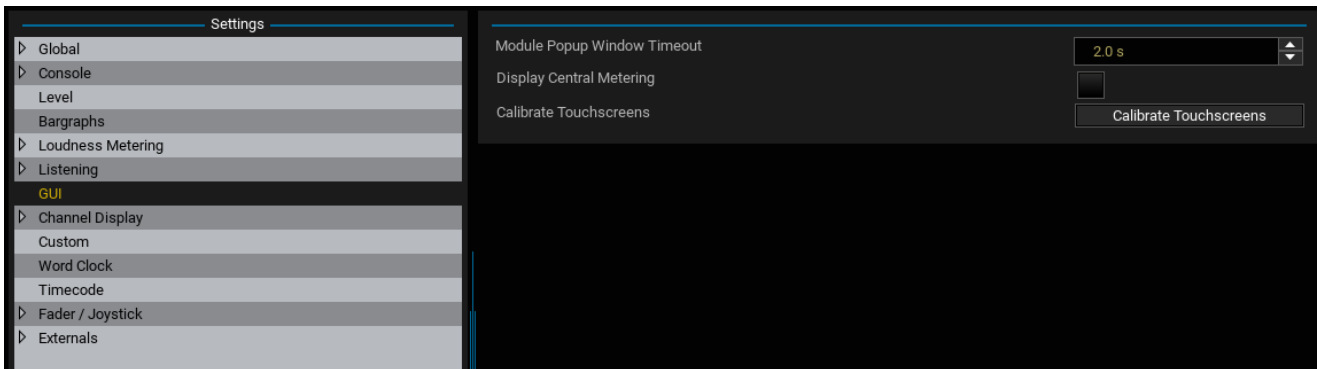 Settings
Global
Console
Level
Bargraphs
Loudness Metering
Listening
GUI
Channel Display
Custom
Word Clock
Timecode
Fader / Joystick
Externals
Module Popup Window Timeout
2.0 s
Display Central Metering
Calibrate Touchscreens
Calibrate Touchscreens